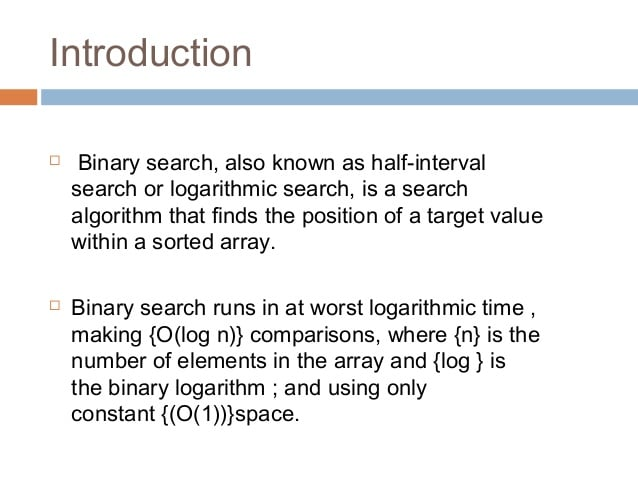 Introduction
Binary search, also known as half-interval
search or logarithmic search, is a search
algorithm that finds the position of a target value
within a sorted array.
Binary search runs in at worst logarithmic time ,
making {O(log n)} comparisons, where {n} is the
number of elements in the array and {log } is
the binary logarithm ; and using only
constant {(O(1))}space.